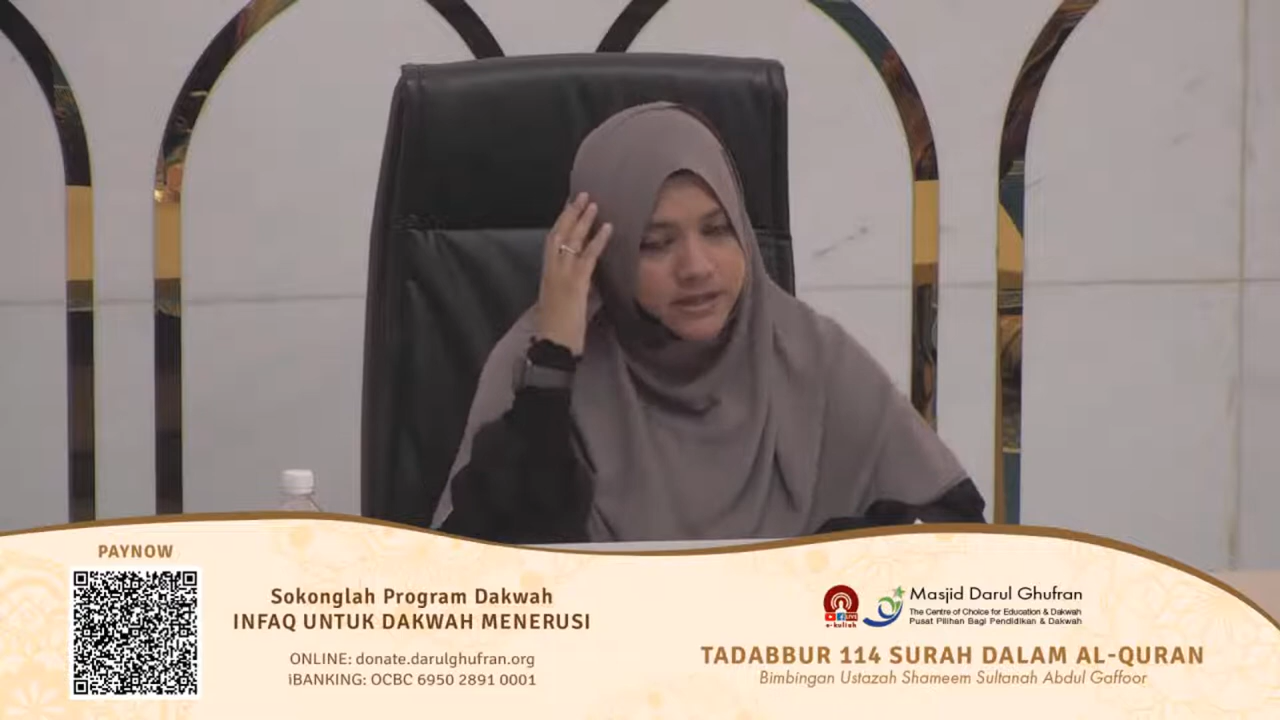 PAYNOW
Sokonglah Program Dakwah
INFAQ UNTUK DAKWAH MENERUSI
ONLINE: donate.darulghufran.org
iBANKING: OCBC 6950 2891 0001
LIVE
e-kuliah
Masjid Darul Ghufran
The Centre of Choice for Education & Dakwah
Pusat Pilihan Bagi Pendidikan & Dakwah
TADABBUR 114 SURAH DALAM AL-QURAN
Bimbingan Ustazah Shameem Sultanah Abdul Gaffoor